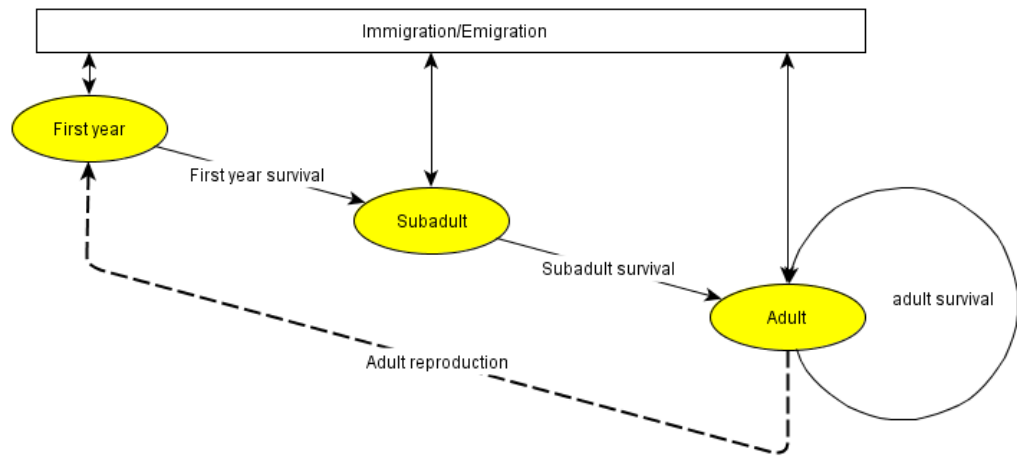 Immigration/Emigration
First year
First year survival
Subadult
Subadult survival
Adult
adult survival
Adult reproduction